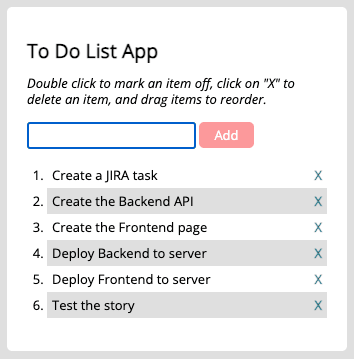 To Do List App
Double click to mark an item off, click on "X" to
delete an item, and drag items to reorder.
Add
1. Create a JIRA task X
2. Create the Backend API X
3. Create the Frontend page X
4. Deploy Backend to server X
5. Deploy Frontend to server X
6. Test the story X